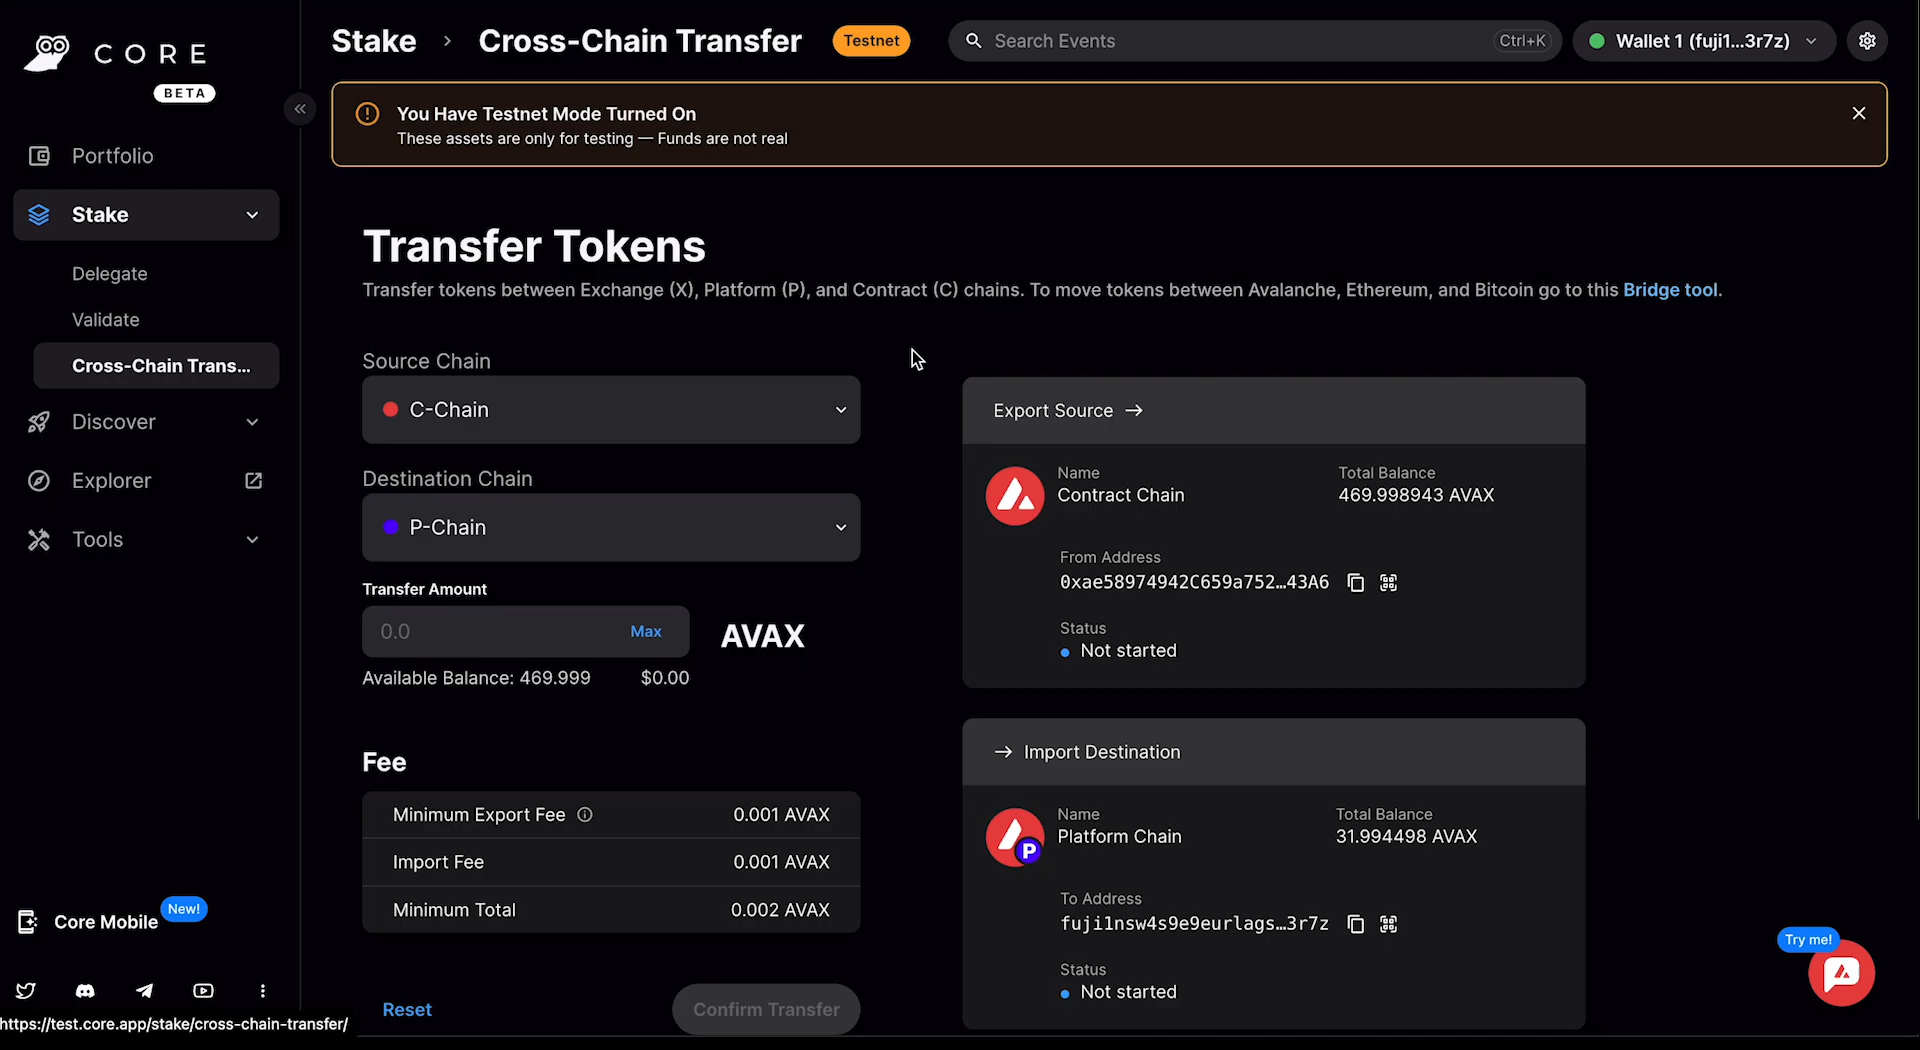 CORE
BETA
Portfolio
Stake
Delegate
Validate
Cross-Chain Trans...
Discover
Explorer
Tools
Core Mobile
New!
https://test.core.app/stake/cross-chain-transfer/
Stake > Cross-Chain Transfer
Testnet
Search Events
Ctrl+K
Wallet 1 (fuji1...3r7z)
You Have Testnet Mode Turned On
These assets are only for testing — Funds are not real
Transfer Tokens
Transfer tokens between Exchange (X), Platform (P), and Contract (C) chains. To move tokens between Avalanche, Ethereum, and Bitcoin go to this Bridge tool.
Source Chain
C-Chain
Destination Chain
P-Chain
Transfer Amount
0.0
Max
AVAX
Available Balance: 469.999
$0.00
Fee
Minimum Export Fee
0.001 AVAX
Import Fee
0.001 AVAX
Minimum Total
0.002 AVAX
Reset
Confirm Transfer
Export Source →
Name
Contract Chain
Total Balance
469.998943 AVAX
From Address
0xae58974942C659a752…43A6
Status
Not started
→ Import Destination
P
Name
Platform Chain
Total Balance
31.994498 AVAX
To Address
fuji1nsw4s9e9eurlags…3r7z
Status
Not started
Try me!